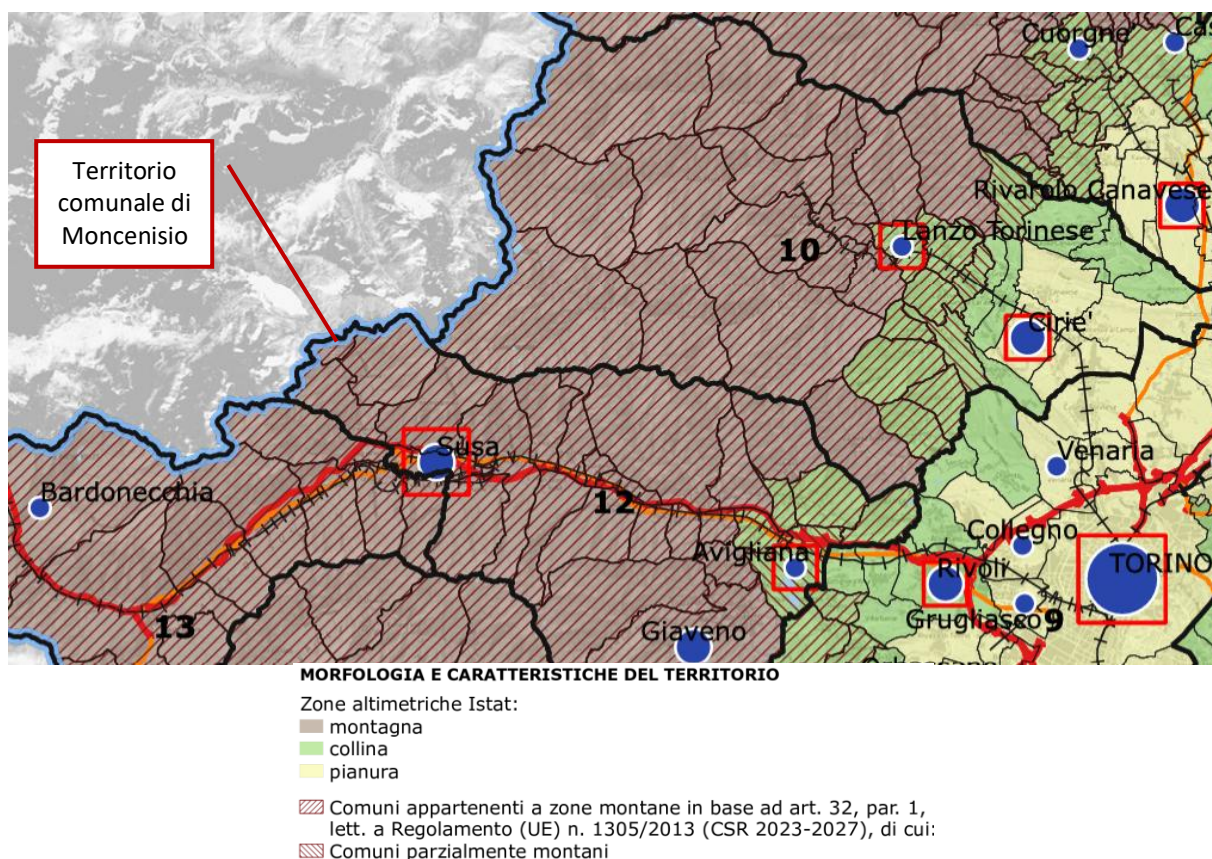 Cuorgne'
Territorio
comunale di
Moncenisio
Rivarolo Canavese
Lanzo Torinese
10
Cirie'
Susa
Venaria
Bardonecchia
12
Collegno
Avigliana
TORINO
Rivoli
Grugliasco
9
13
Giaveno
MORFOLOGIA E CARATTERISTICHE DEL TERRITORIO
Zone altimetriche Istat:
montagna
collina
pianura
Comuni appartenenti a zone montane in base ad art. 32, par. 1,
lett. a Regolamento (UE) n. 1305/2013 (CSR 2023-2027), di cui:
Comuni parzialmente montani